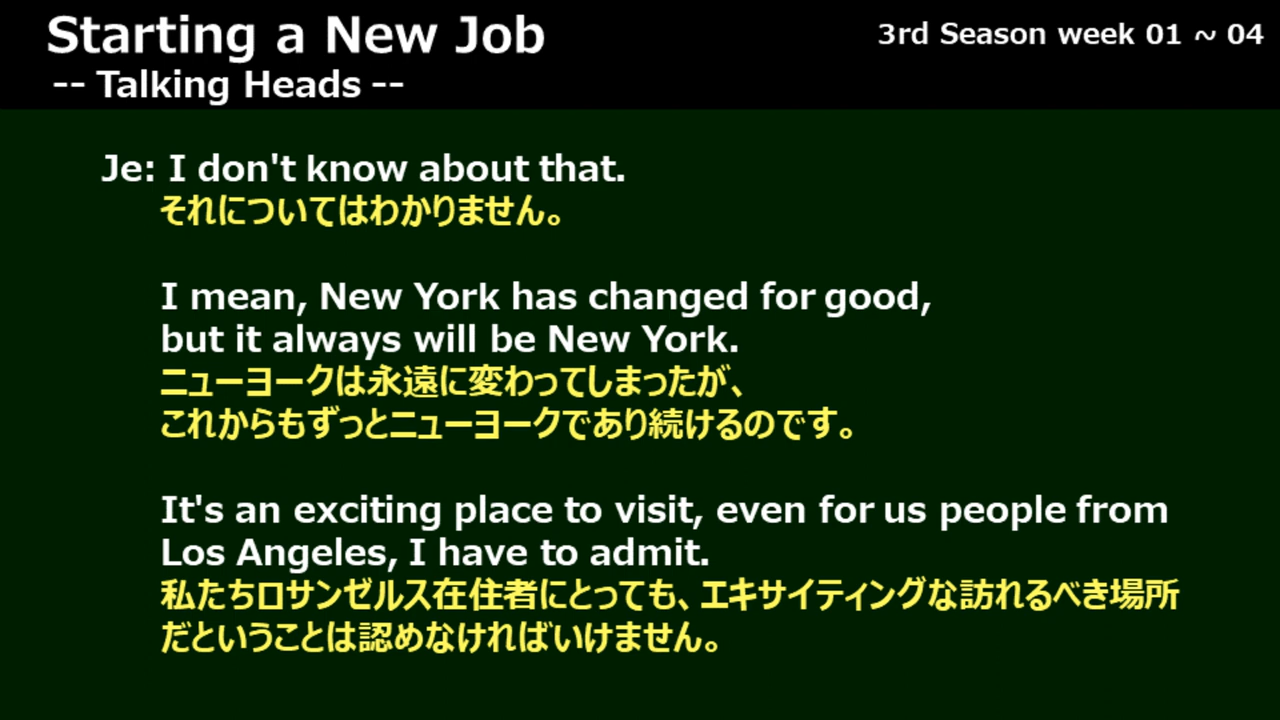 Starting a New Job
3rd Season week 01 ~ 04
-- Talking Heads --
Je: I don't know about that.
それについてはわかりません。
I mean, New York has changed for good,
but it always will be New York.
ニューヨークは永遠に変わってしまったが、
これからもずっとニューヨークであり続けるのです。
It's an exciting place to visit, even for us people from
Los Angeles, I have to admit.
私たちロサンゼルス在住者にとっても、エキサイティングな訪れるべき場所
だということは認めなければいけません。